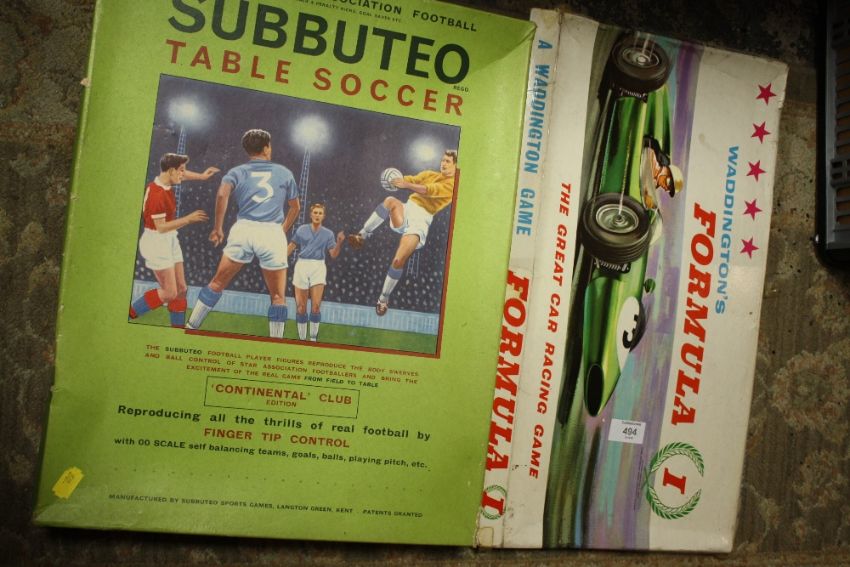 ASSOCIATION FOOTBALL
SUBBUTEO
REGD.
TABLE SOCCER
3
THE SUBBUTEO FOOTBALL PLAYER FIGURES REPRODUCE THE BODY SWERVES
AND BALL CONTROL OF STAR ASSOCIATION FOOTBALLERS AND BRING THE
EXCITEMENT OF THE REAL GAME FROM FIELD TO TABLE
'CONTINENTAL' CLUB
EDITION
Reproducing all the thrills of real football by
FINGER TIP CONTROL
with OO SCALE self balancing teams, goals, balls, playing pitch, etc.
MANUFACTURED BY SUBBUTEO SPORTS GAMES, LANGTON GREEN, KENT. PATENTS GRANTED
A WADDINGTON GAME
FORMULA I
THE GREAT CAR RACING GAME
3
494
WADDINGTON'S
FORMULA
I